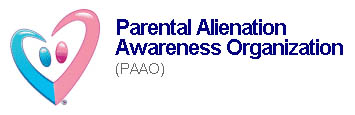 Parental Alienation
Awareness Organization
(PAAO)
®